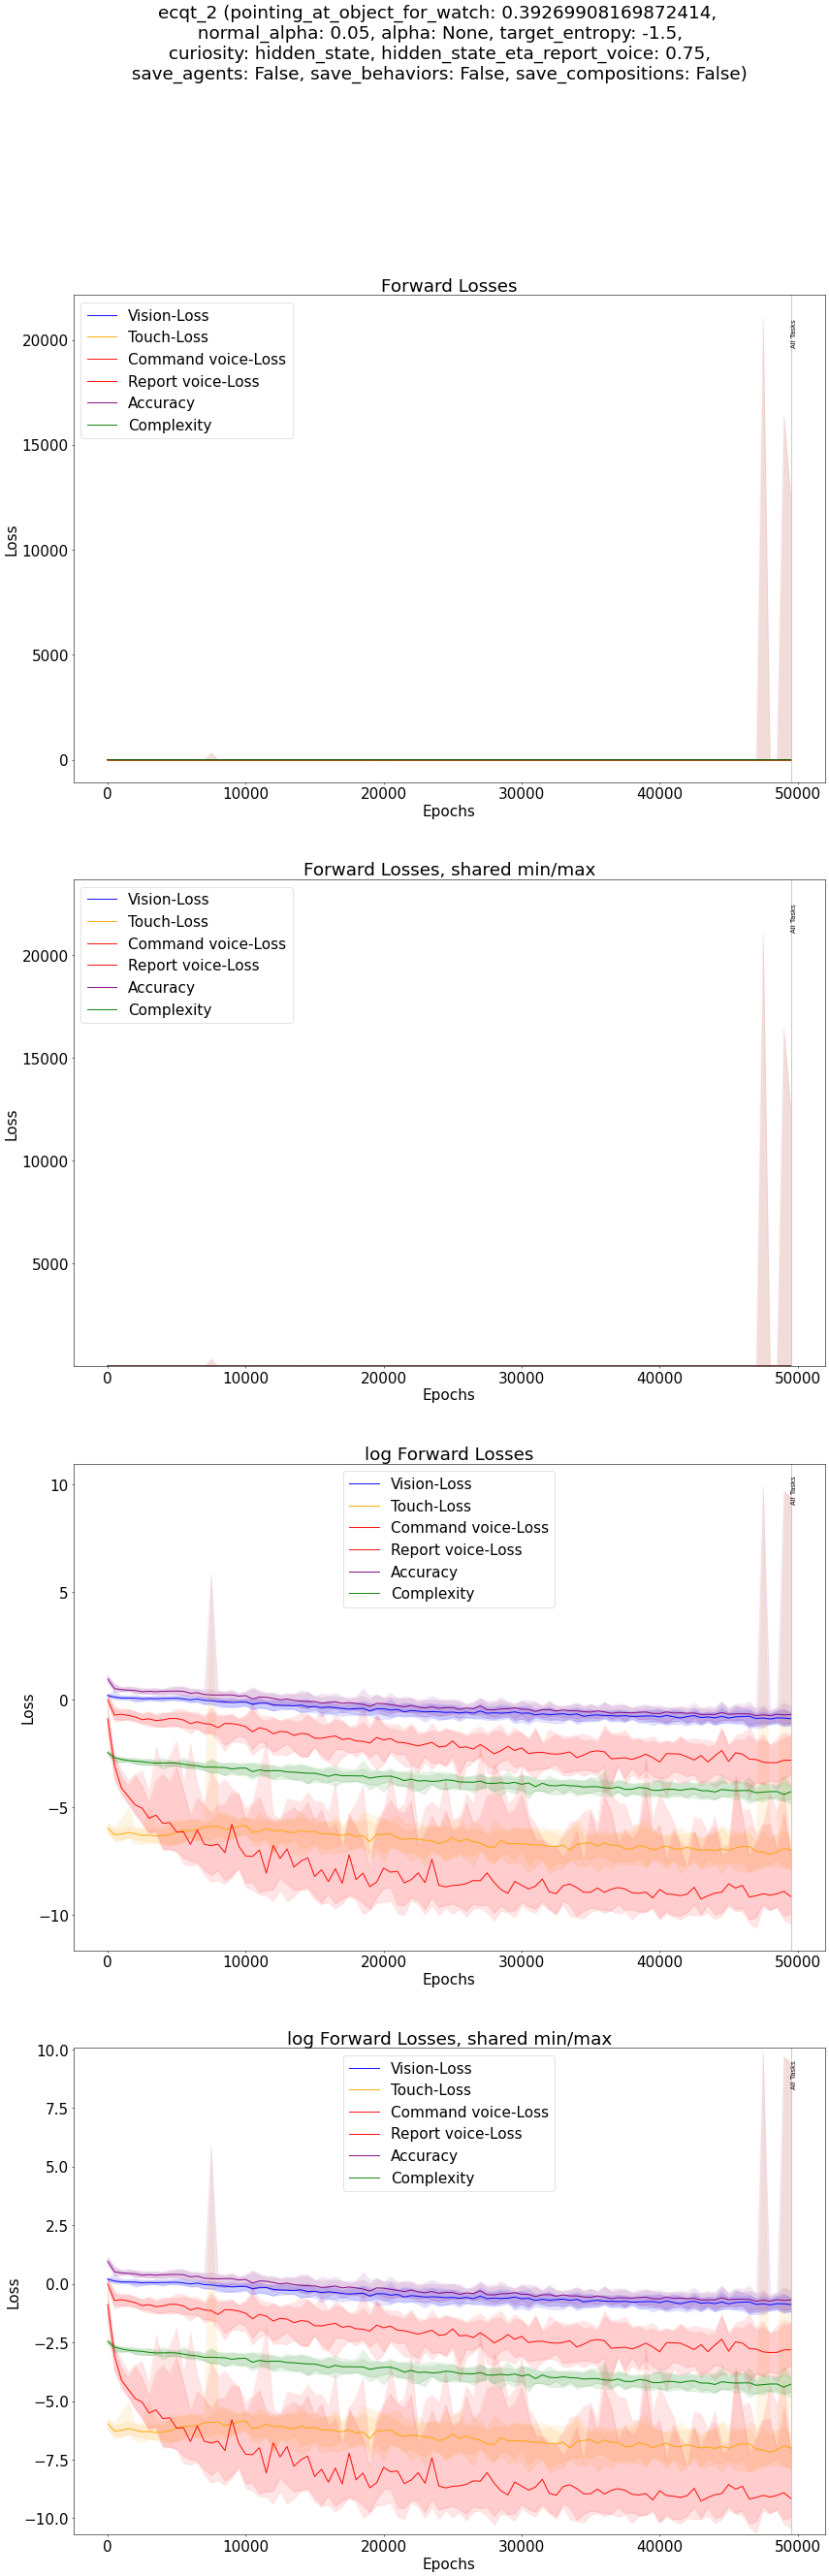 ecqt_2 (pointing_at_object_for_watch: 0.39269908169872414,
normal_alpha: 0.05, alpha: None, target_entropy: -1.5,
curiosity: hidden_state, hidden_state_eta_report_voice: 0.75,
save_agents: False, save_behaviors: False, save_compositions: False)
Forward Losses
Vision-Loss
Touch-Loss
Command voice-Loss
Report voice-Loss
Accuracy
Complexity
All Tasks
20000
15000
10000
5000
0
Loss
0 10000 20000 30000 40000 50000
Epochs
Forward Losses, shared min/max
Vision-Loss
Touch-Loss
Command voice-Loss
Report voice-Loss
Accuracy
Complexity
All Tasks
20000
15000
10000
5000
Loss
0 10000 20000 30000 40000 50000
Epochs
log Forward Losses
Vision-Loss
Touch-Loss
Command voice-Loss
Report voice-Loss
Accuracy
Complexity
All Tasks
10
5
0
−5
−10
Loss
0 10000 20000 30000 40000 50000
Epochs
log Forward Losses, shared min/max
Vision-Loss
Touch-Loss
Command voice-Loss
Report voice-Loss
Accuracy
Complexity
All Tasks
10.0
7.5
5.0
2.5
0.0
−2.5
−5.0
−7.5
−10.0
Loss
0 10000 20000 30000 40000 50000
Epochs